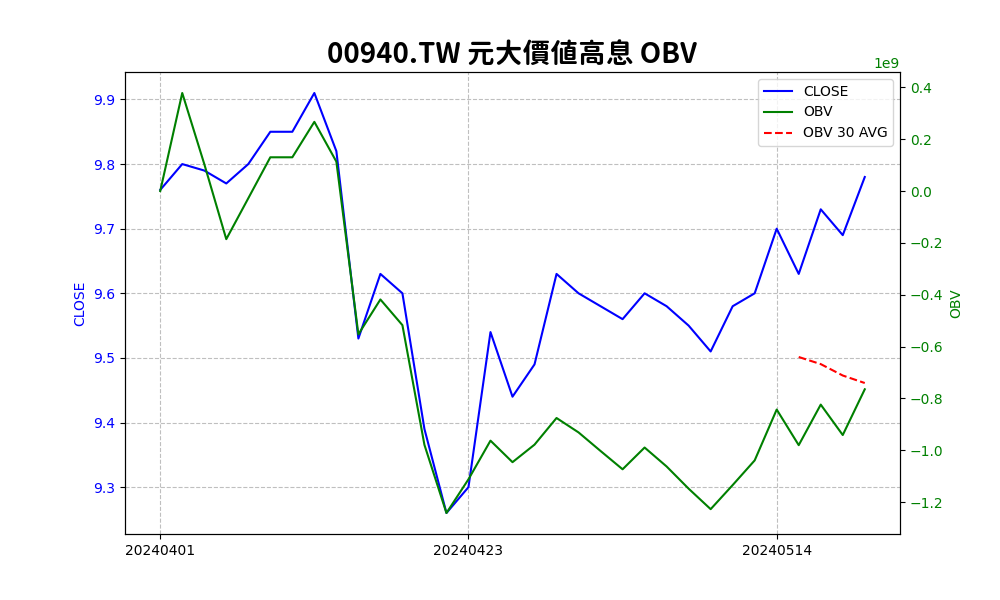 00940.TW 元大價值高息 OBV
1e9
CLOSE
OBV
OBV 30 AVG
9.9
9.8
9.7
9.6
9.5
9.4
9.3
CLOSE
0.4
0.2
0.0
−0.2
−0.4
−0.6
−0.8
−1.0
−1.2
OBV
20240401
20240423
20240514